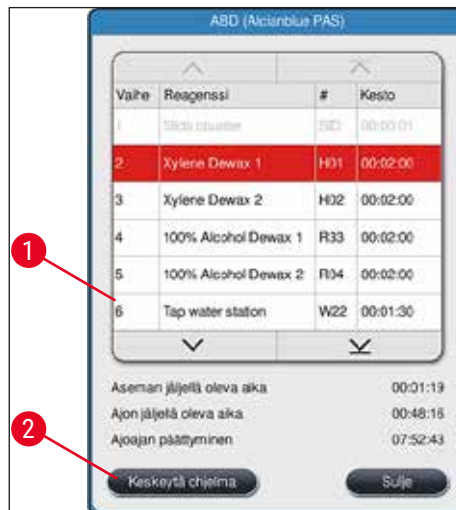 ABD (Alcianblue PAS)
Vaihe Reagenssi # Kesto
1 Slide counter SID 00:00:01
2 Xylene Dewax 1 H01 00:02:00
3 Xylene Dewax 2 H02 00:02:00
4 100% Alcohol Dewax 1 R33 00:02:00
5 100% Alcohol Dewax 2 R04 00:02:00
1
6 Tap water station W22 00:01:30
Aseman jäljellä oleva aika 00:01:19
Ajon jäljellä oleva aika 00:48:16
2
Ajoajan päättyminen 07:52:43
Keskeytä ohjelma Sulje